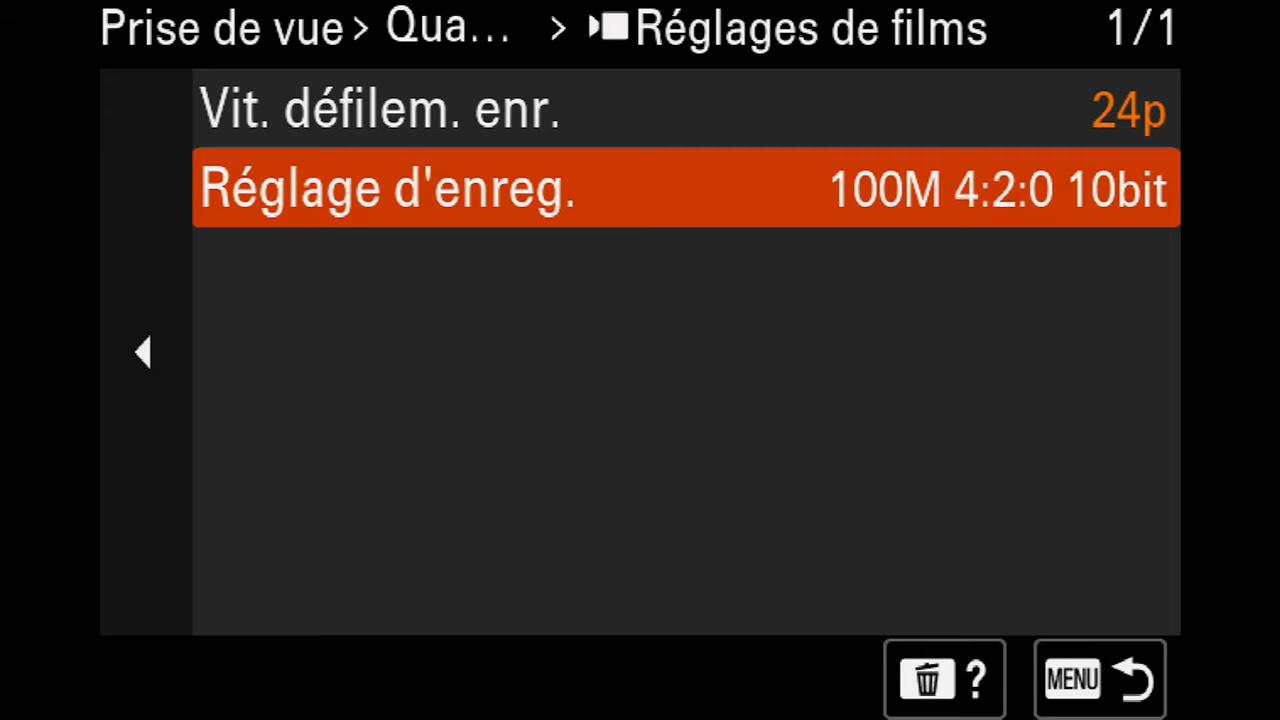 Prise de vue > Qua... > Réglages de films 1/1
Vit. défilem. enr. 24p
Réglage d'enreg. 100M 4:2:0 10bit
? MENU